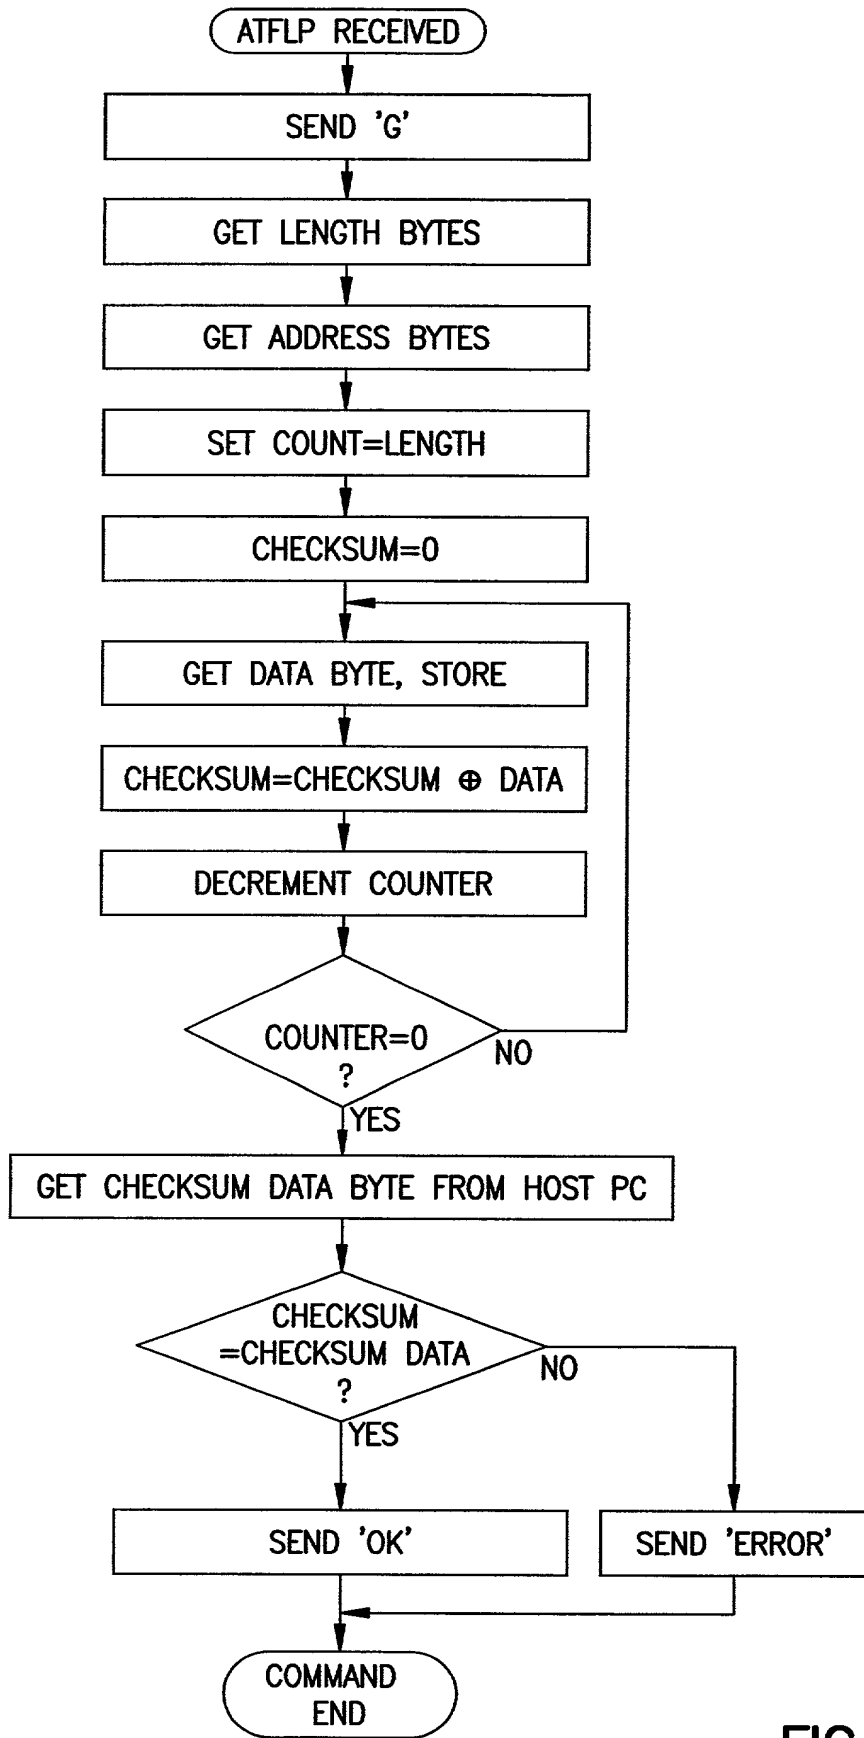 ATFLP RECEIVED
SEND 'G'
GET LENGTH BYTES
GET ADDRESS BYTES
SET COUNT=LENGTH
CHECKSUM=0
GET DATA BYTE, STORE
CHECKSUM=CHECKSUM ⊕ DATA
DECREMENT COUNTER
COUNTER=0
?
NO
YES
GET CHECKSUM DATA BYTE FROM HOST PC
CHECKSUM
=CHECKSUM DATA
?
NO
YES
SEND 'OK'
SEND 'ERROR'
COMMAND
END